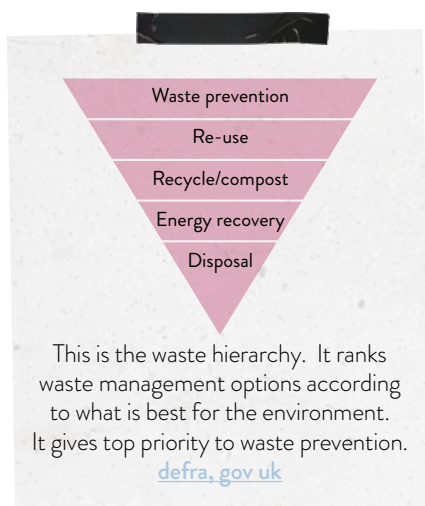 Waste prevention
Re-use
Recycle/compost
Energy recovery
Disposal
This is the waste hierarchy.  It ranks
waste management options according
to what is best for the environment.
It gives top priority to waste prevention.
defra, gov uk